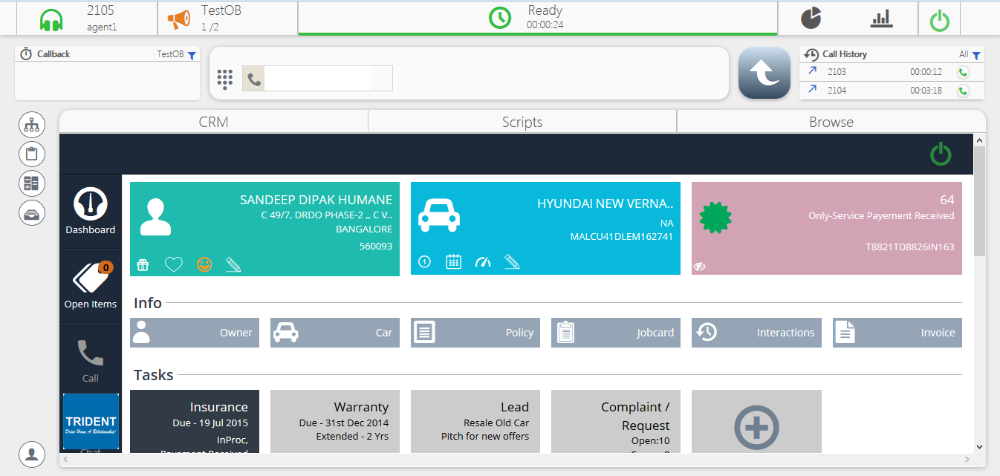 2105
agent1
TestOB
1 /2
Ready
00:00:24
Callback
TestOB
Call History
All
2103
00:00:12
2104
00:03:18
CRM
Scripts
Browse
Dashboard
0
Open Items
Call
TRIDENT
Drive Home A Relationship!
Chat
SANDEEP DIPAK HUMANE
C 49/7, DRDO PHASE-2 ,, C V..
BANGALORE
560093
HYUNDAI NEW VERNA..
NA
MALCU41DLEM162741
1
64
Only-Service Payement Received
T8821TD8826IN163
Info
Owner
Car
Policy
Jobcard
Interactions
Invoice
Tasks
Insurance
Due - 19 Jul 2015
InProc,
Payement Received
Warranty
Due - 31st Dec 2014
Extended - 2 Yrs
Lead
Resale Old Car
Pitch for new offers
Complaint /
Request
Open:10